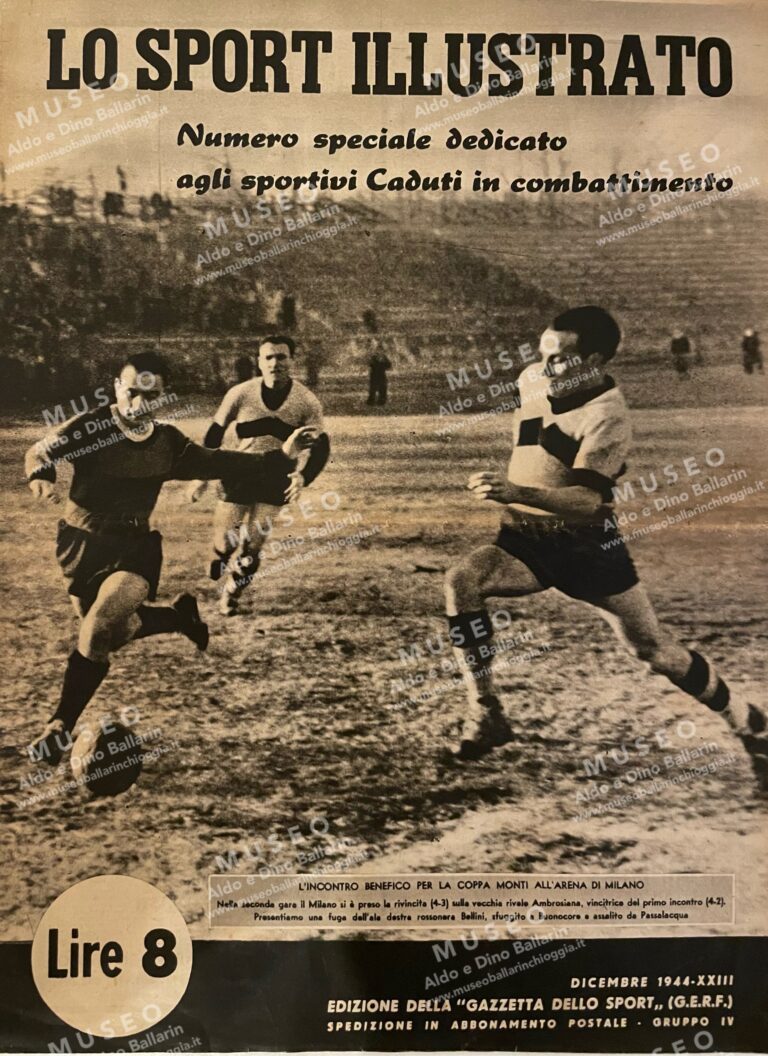 LO SPORT ILLUSTRATO
Numero speciale dedicato
agli sportivi Caduti in combattimento
L'INCONTRO BENEFICO PER LA COPPA MONTI ALL'ARENA DI MILANO
Nella seconda gara il Milano si è preso la rivincita (4-3) sulla vecchia rivale Ambrosiana, vincitrice del primo incontro (4-2).
Presentiamo una fuga dell'ala destra rossonera Bellini, sfuggito a Buonocore e assalito da Passalacqua
Lire 8
DICEMBRE 1944-XXIII
EDIZIONE DELLA "GAZZETTA DELLO SPORT„ (G.E.R.F.)
SPEDIZIONE IN ABBONAMENTO POSTALE - GRUPPO IV
MUSEO
Aldo e Dino Ballarin
www.museoballarinchioggia.it